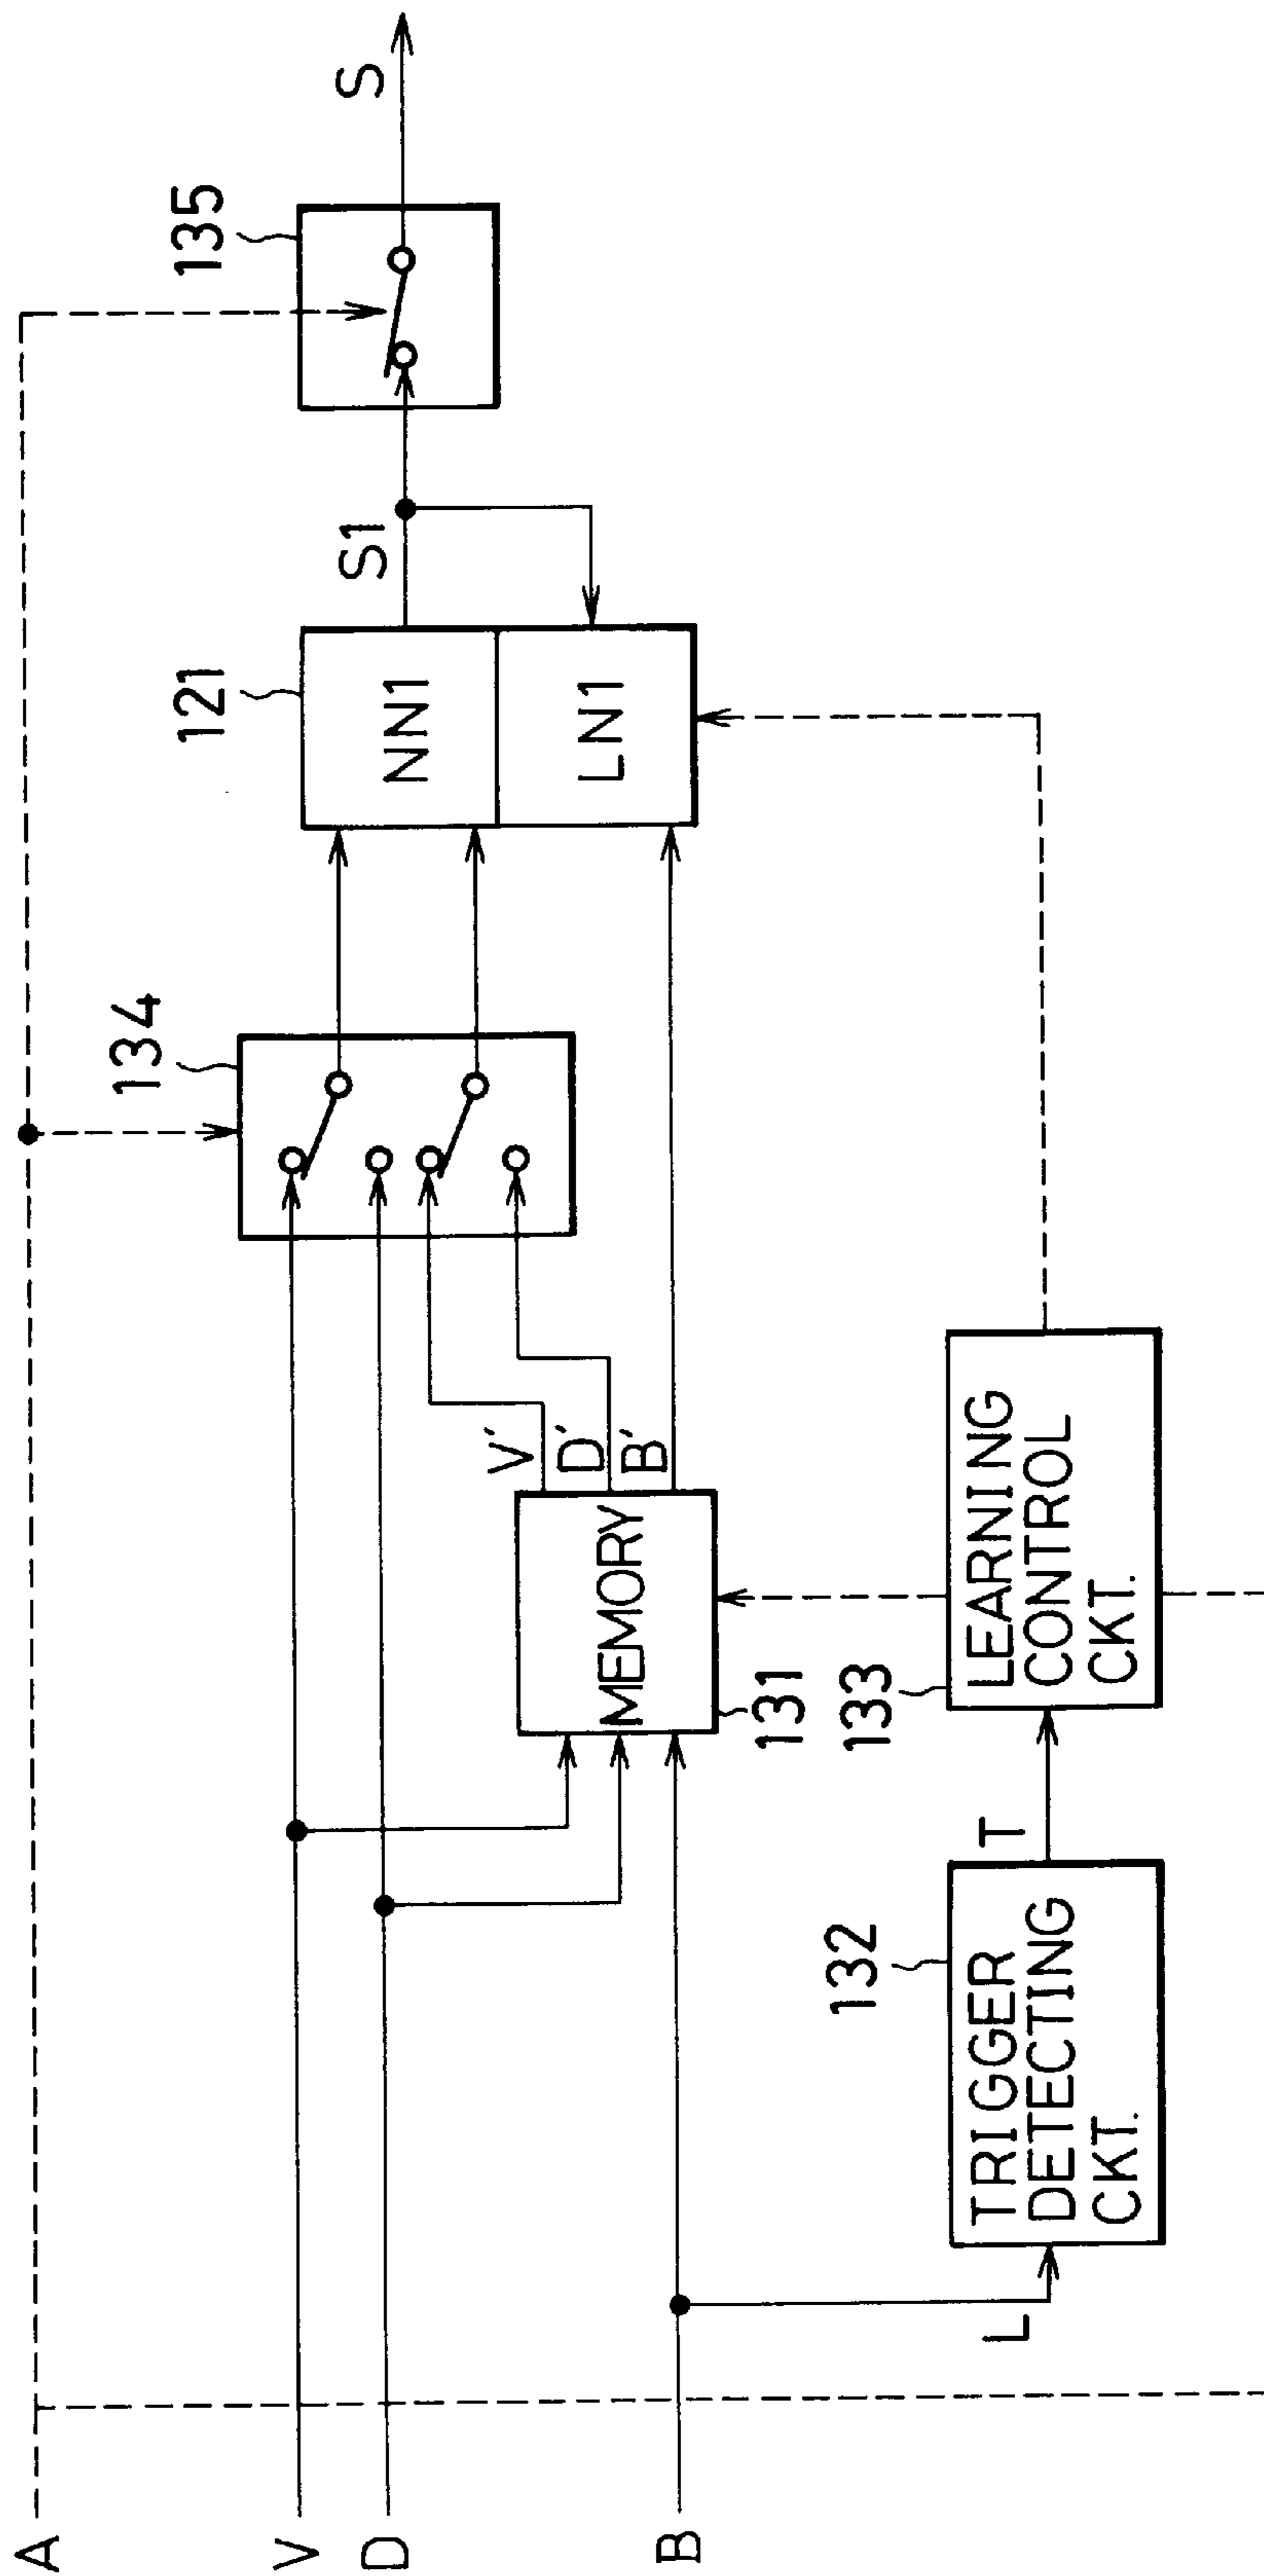 A
V
D
B
L
TRIGGER
DETECTING
CKT.
132
T
133
LEARNING
CONTROL
CKT.
131
MEMORY
V'
D'
B'
134
121
NN1
LN1
S1
135
S